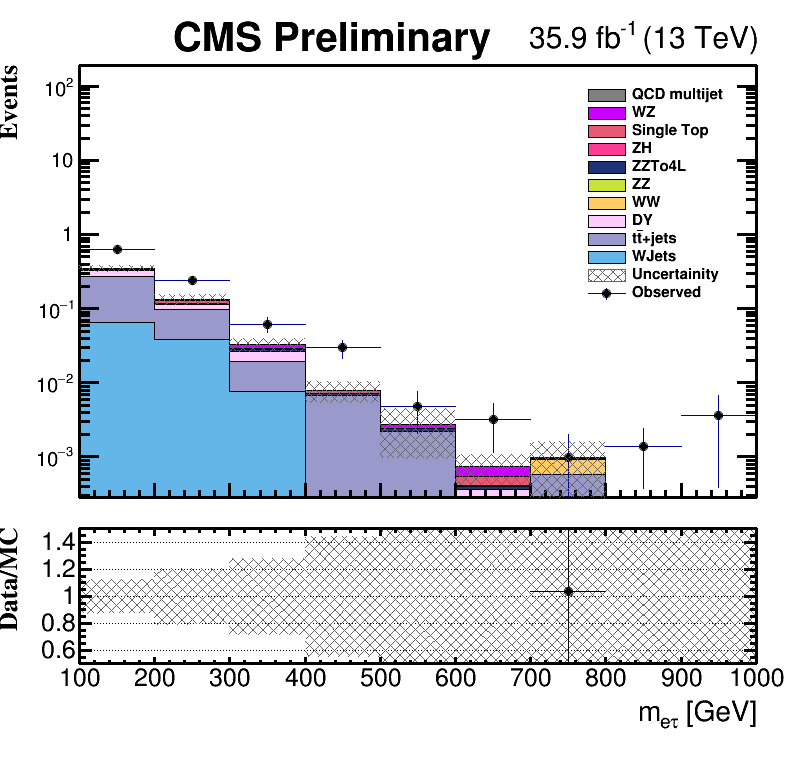 CMS Preliminary 35.9 fb⁻¹ (13 TeV)
Events
10²
10
1
10⁻¹
10⁻²
10⁻³
QCD multijet
WZ
Single Top
ZH
ZZTo4L
ZZ
WW
DY
tt̄+jets
WJets
Uncertainity
Observed
Data/MC
1.4
1.2
1
0.8
0.6
100 200 300 400 500 600 700 800 900 1000
m_eτ [GeV]